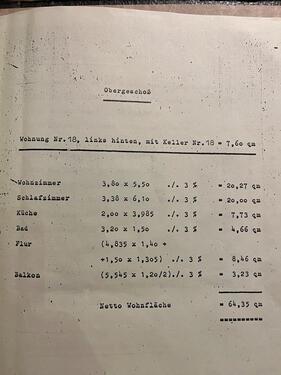 Obergeschoß
Wohnung Nr.18, links hinten, mit Keller Nr.18 = 7,60 qm
Wohnzimmer 3,80 x 5,50 ./. 3 % = 20,27 qm
Schlafzimmer 3,38 x 6,10 ./. 3 % = 20,00 qm
Küche 2,00 x 3,985 ./. 3 % = 7,73 qm
Bad 3,20 x 1,50 ./. 3 % = 4,66 qm
Flur (4,835 x 1,40 +
+1,50 x 1,305) ./. 3 % = 8,46 qm
Balkon (5,545 x 1,20/2)./. 3 % = 3,23 qm
Netto Wohnfläche = 64,35 qm